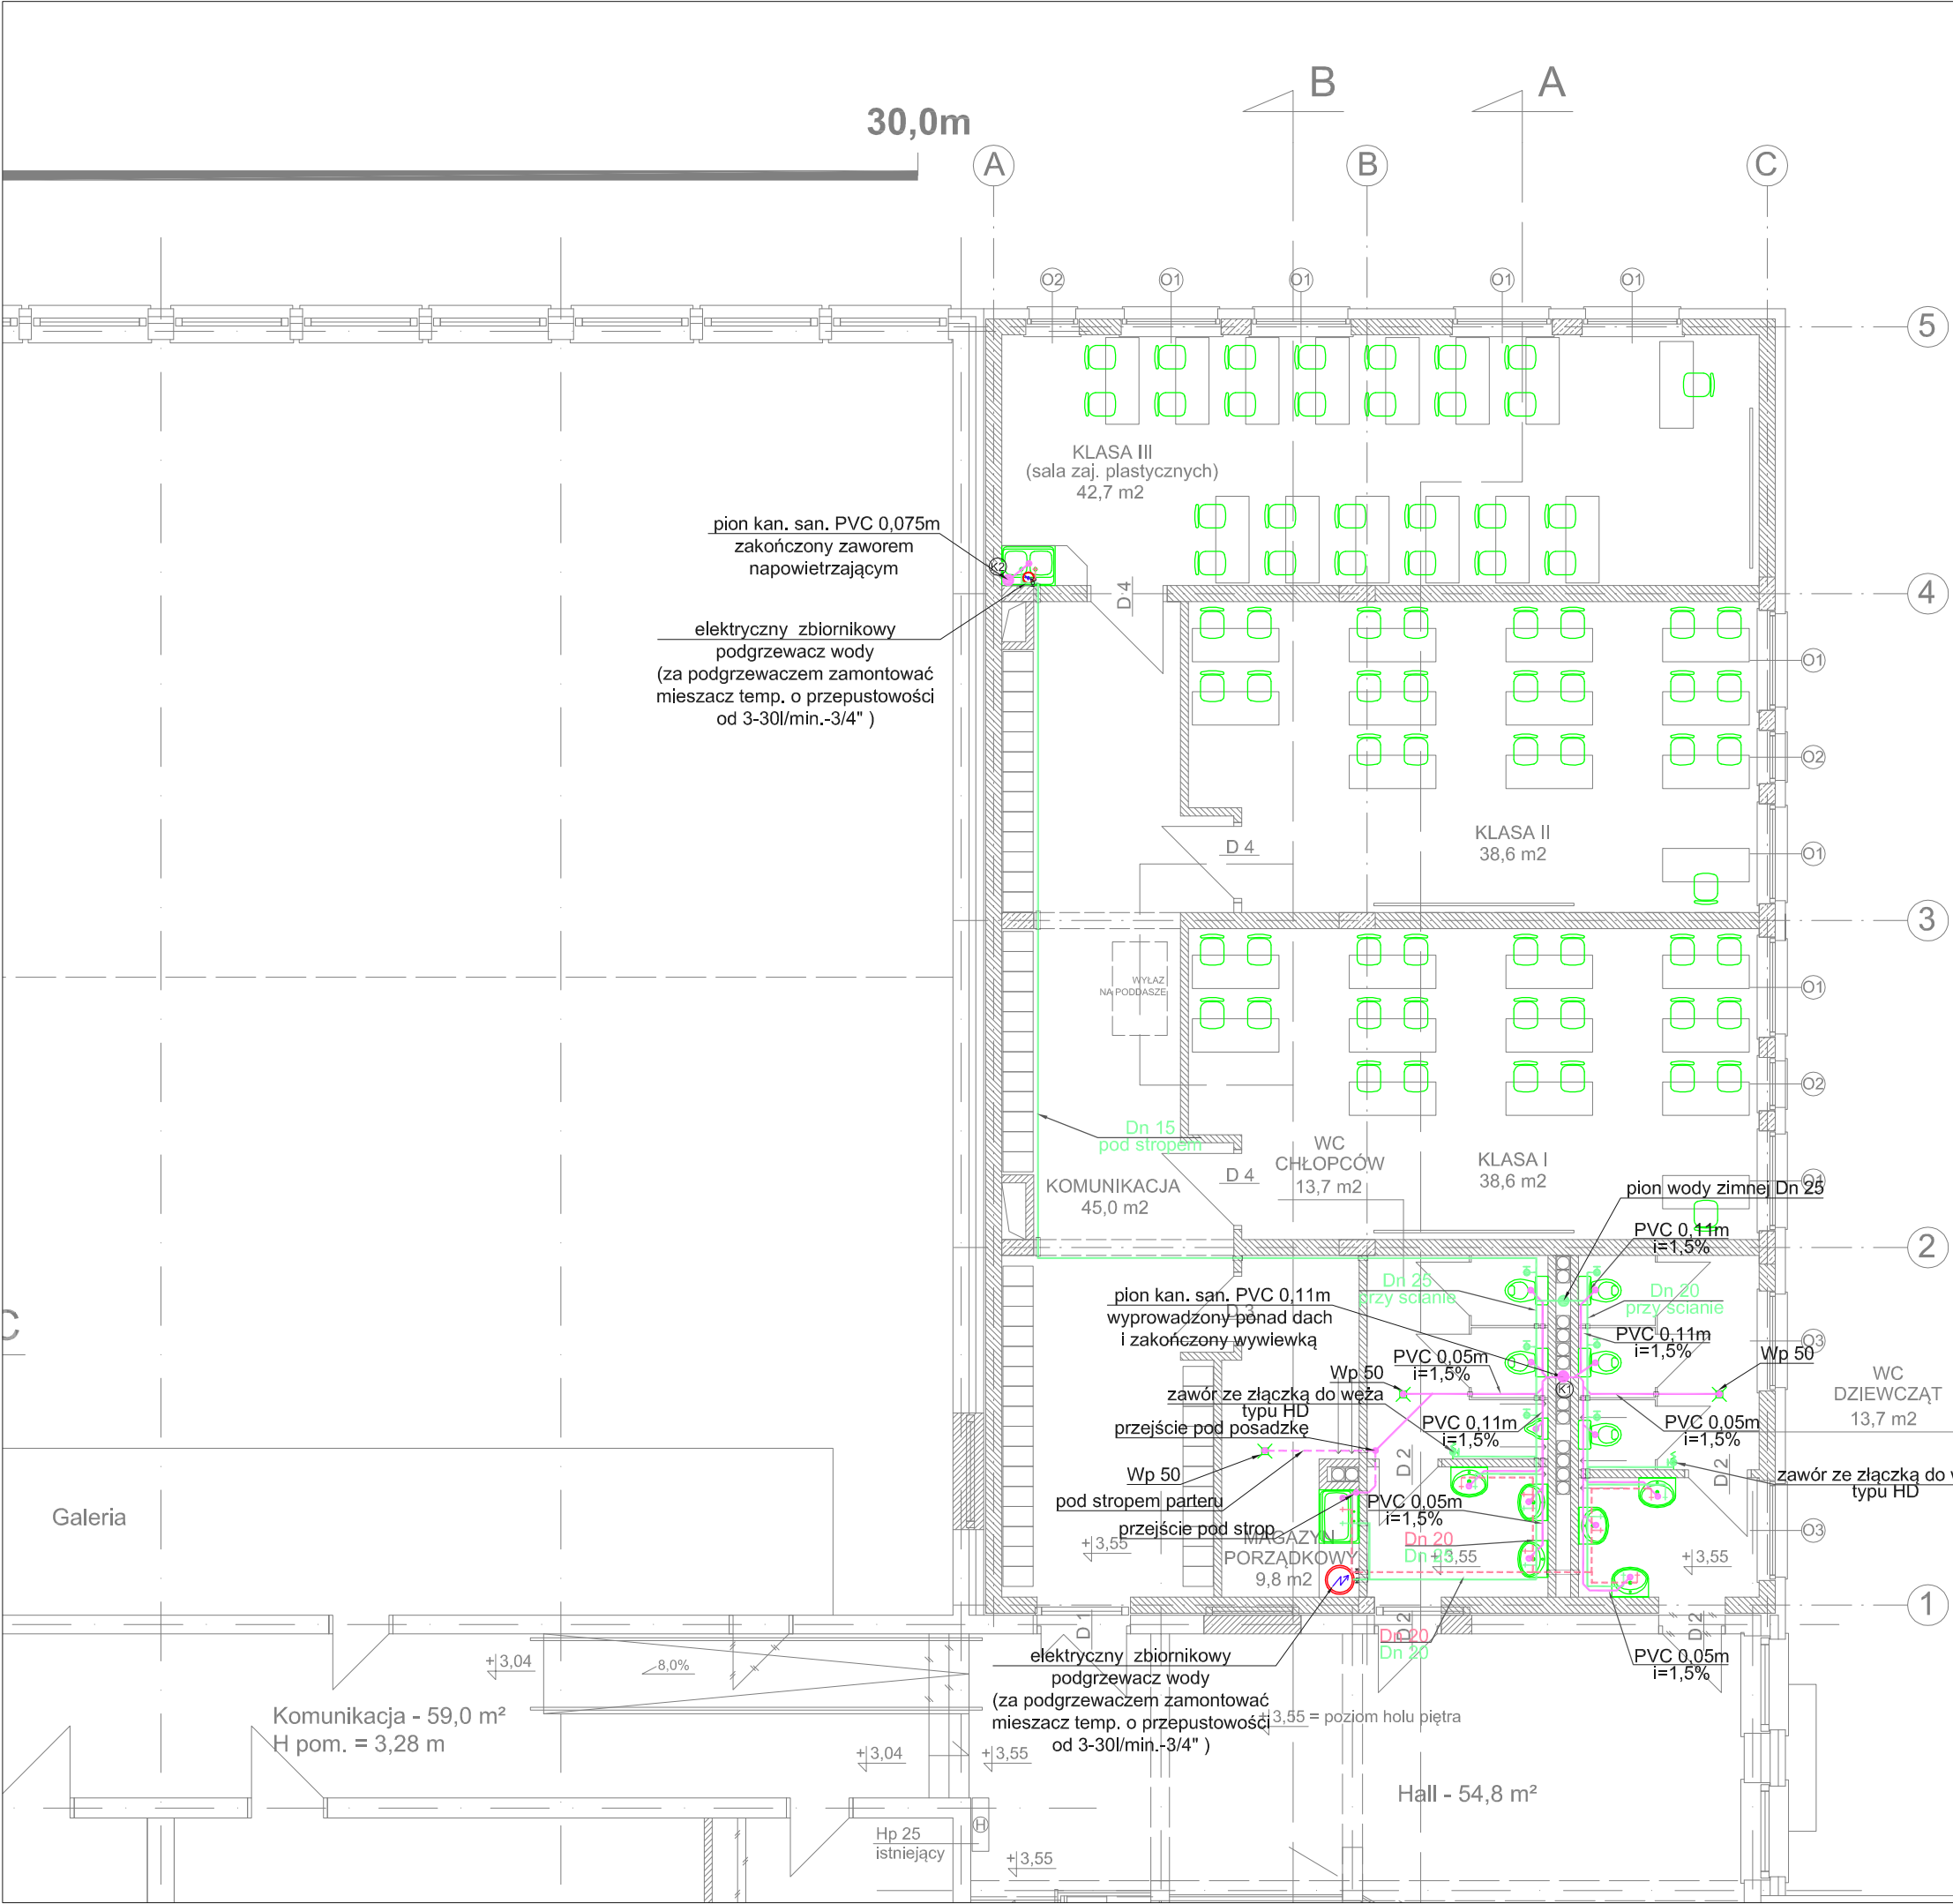 B
A
30,0m
A
B
C
O2
O1
O1
O1
O1
5
KLASA III
(sala zaj. plastycznych)
42,7 m2
pion kan. san. PVC 0,075m
zakończony zaworem
napowietrzającym
K2
D 4
4
elektryczny zbiornikowy
podgrzewacz wody
(za podgrzewaczem zamontować
mieszacz temp. o przepustowości
od 3-30l/min.-3/4" )
O1
O2
KLASA II
38,6 m2
D 4
O1
3
WYŁAZ
NA PODDASZE
O1
O2
Dn 15
pod stropem
WC
CHŁOPCÓW
13,7 m2
KLASA I
38,6 m2
D 4
O1
KOMUNIKACJA
45,0 m2
pion wody zimnej Dn 25
PVC 0,11m
i=1,5%
2
Dn 25
przy ścianie
Dn 20
przy ścianie
pion kan. san. PVC 0,11m
wyprowadzony ponad dach
i zakończony wywiewką
D 3
C
PVC 0,11m
i=1,5%
O3
Wp 50
PVC 0,05m
i=1,5%
Wp 50
K1
WC
DZIEWCZĄT
13,7 m2
zawór ze złączką do węża
typu HD
PVC 0,11m
i=1,5%
PVC 0,05m
i=1,5%
przejście pod posadzkę
D 2
D 2
Wp 50
zawór ze złączką do
typu HD
pod stropem parteru
PVC 0,05m
i=1,5%
przejście pod strop
Galeria
MAGAZYN
PORZĄDKOWY
9,8 m2
Dn 20
Dn 25
+3,55
+3,55
+3,55
O3
1
D 1
D 2
D 2
Dn 20
Dn 20
elektryczny zbiornikowy
podgrzewacz wody
(za podgrzewaczem zamontować
mieszacz temp. o przepustowości
od 3-30l/min.-3/4" )
PVC 0,05m
i=1,5%
+3,04
8,0%
Komunikacja - 59,0 m²
H pom. = 3,28 m
+3,55 = poziom holu piętra
+3,04
+3,55
Hall - 54,8 m²
Hp 25
istniejący
H
+3,55